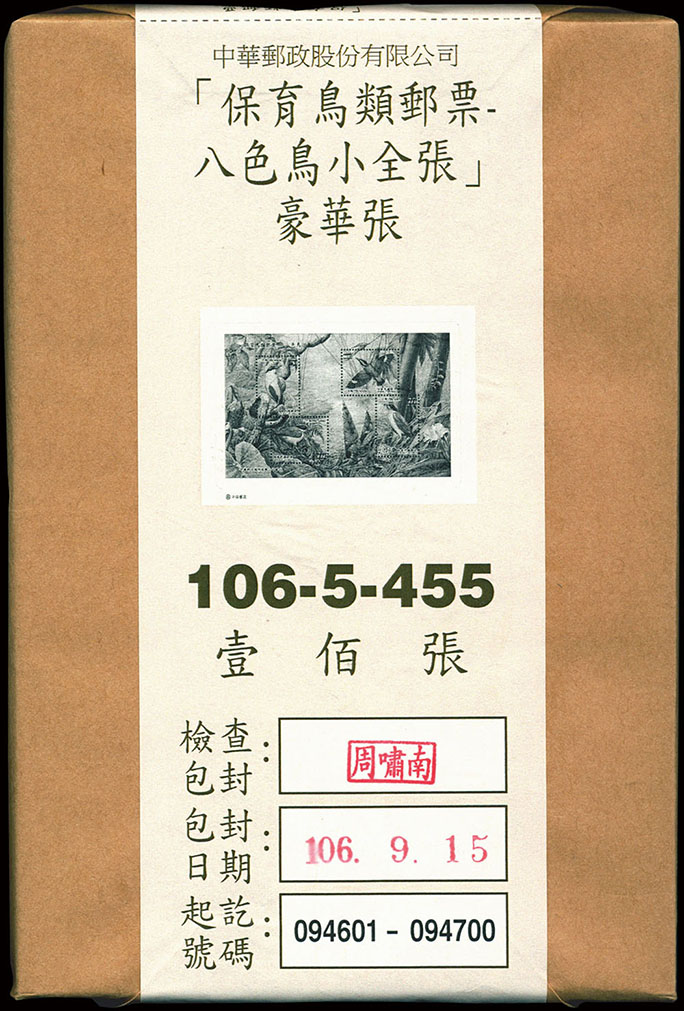 中華郵政股份有限公司
「保育鳥類郵票-
八色鳥小全張」
豪華張
106-5-455
壹佰張
檢查
包封：
周嘯南
包封
日期：
106. 9. 15
起訖
號碼：
094601 - 094700